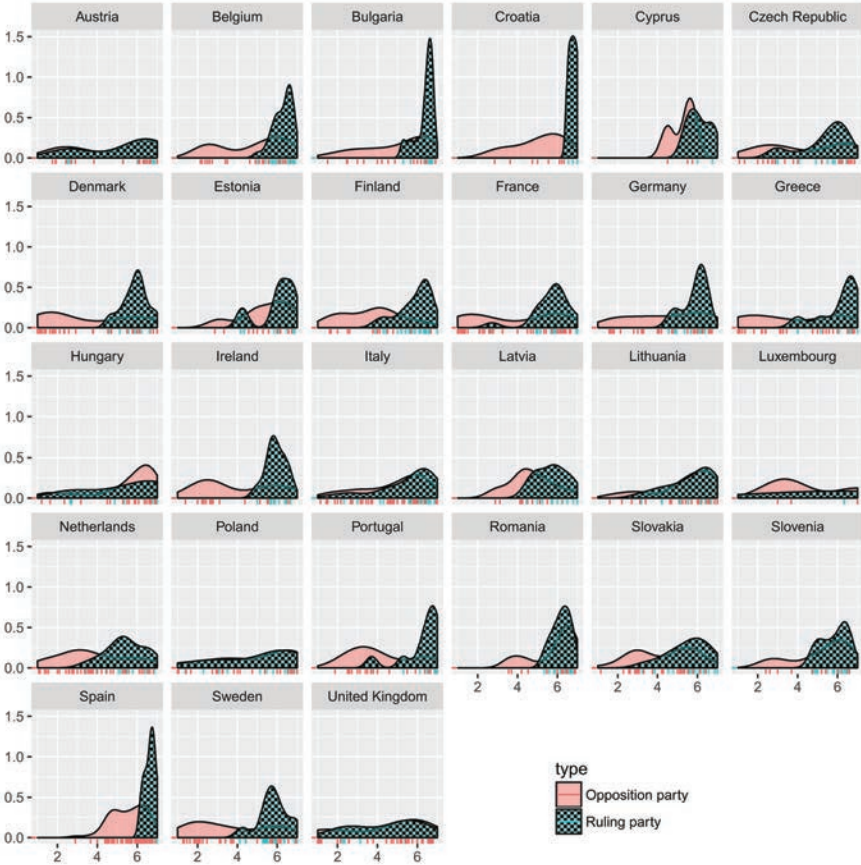 Austria Belgium Bulgaria Croatia Cyprus Czech Republic
1.5
1.0
0.5
0.0
Denmark Estonia Finland France Germany Greece
1.5
1.0
0.5
0.0
Hungary Ireland Italy Latvia Lithuania Luxembourg
1.5
1.0
0.5
0.0
Netherlands Poland Portugal Romania Slovakia Slovenia
1.5
1.0
0.5
0.0
2 4 6 2 4 6 2 4 6
Spain Sweden United Kingdom
1.5
1.0
0.5
0.0
2 4 6 2 4 6 2 4 6
type
Opposition party
Ruling party